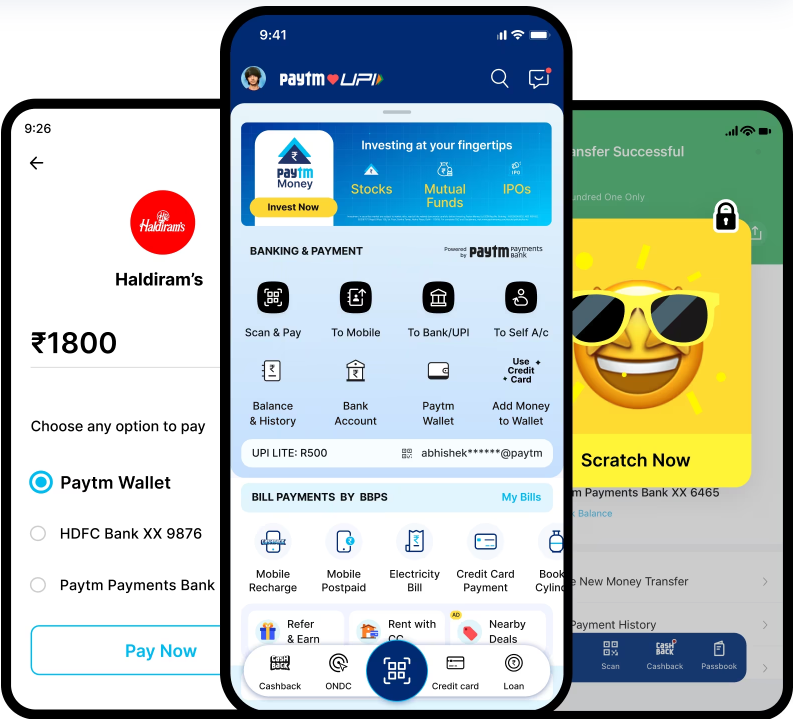 9:26
Haldiram's
Haldiram's
₹1800
Choose any option to pay
Paytm Wallet
HDFC Bank XX 9876
Paytm Payments Bank
Pay Now
9:41
paytm UPI
paytm
Money
Invest Now
Investing at your fingertips
Stocks
Mutual
Funds
IPO
IPOs
BANKING & PAYMENT
Powered
by
paytm
Payments
Bank
Scan & Pay
To Mobile
To Bank/UPI
To Self A/c
Balance
& History
Bank
Account
Paytm
Wallet
Use
Credit
Card
Add Money
to Wallet
UPI LITE: R500
abhishek******@paytm
BILL PAYMENTS BY BBPS
My Bills
Mobile
Recharge
Mobile
Postpaid
Electricity
Bill
Credit Card
Payment
Book
Cylin
Refer
& Earn
Rent with
CC
AD
Nearby
Deals
CASH
BACK
Cashback
ONDC
Credit card
Loan
ansfer Successful
undred One Only
Scratch Now
m Payments Bank XX 6465
Balance
e New Money Transfer
Payment History
Scan
CASH
BACK
Cashback
Passbook